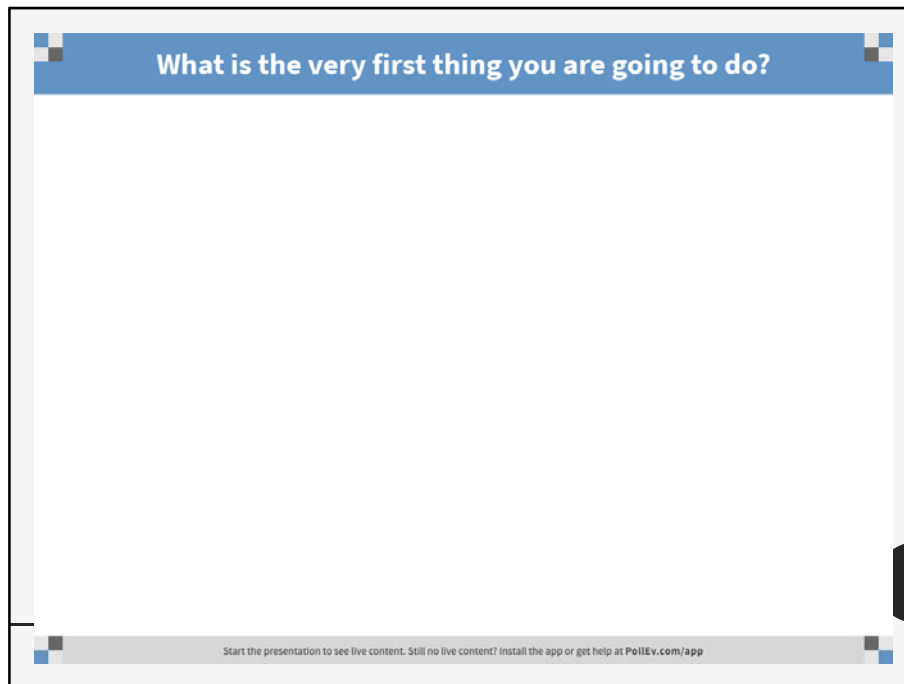 What is the very first thing you are going to do?
Start the presentation to see live content. Still no live content? Install the app or get help at PollEv.com/app